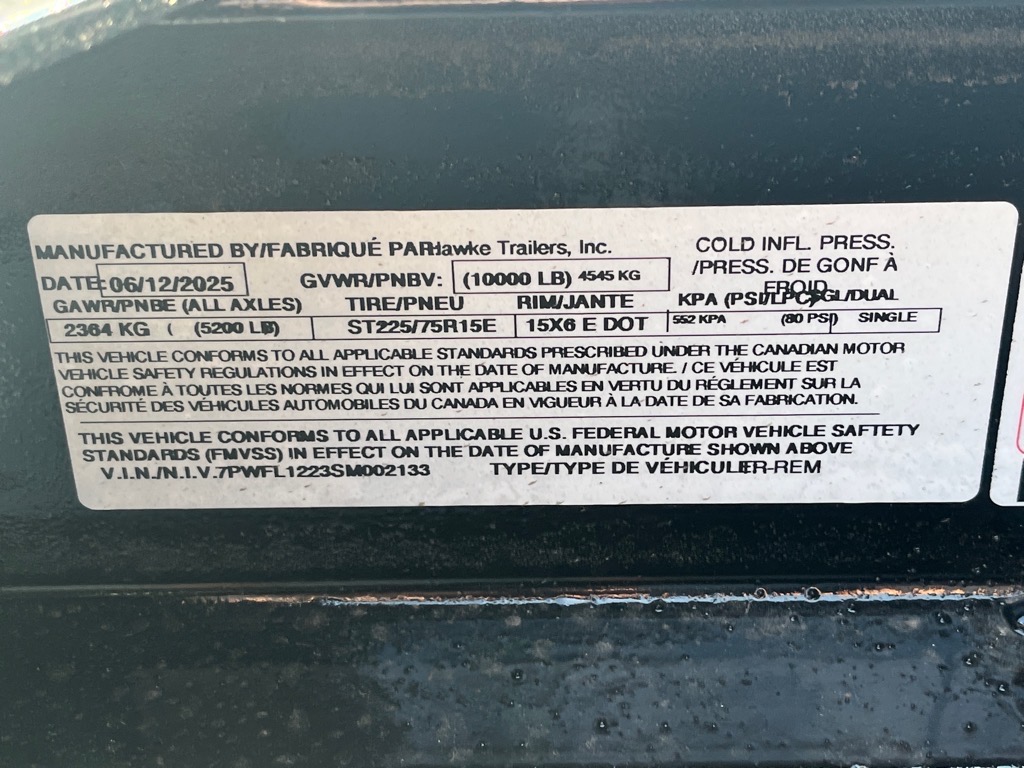 MANUFACTURED BY/FABRIQUÉ PAR Hawke Trailers, Inc.
COLD INFL. PRESS.
/PRESS. DE GONF À
FROID
DATE: 06/12/2025 GVWR/PNBV: (10000 LB) 4545 KG
GAWR/PNBE (ALL AXLES) TIRE/PNEU RIM/JANTE KPA (PSI/LPC) SGL/DUAL
2364 KG ( (5200 LB) ST225/75R15E 15X6 E DOT 552 KPA (80 PSI) SINGLE
THIS VEHICLE CONFORMS TO ALL APPLICABLE STANDARDS PRESCRIBED UNDER THE CANADIAN MOTOR
VEHICLE SAFETY REGULATIONS IN EFFECT ON THE DATE OF MANUFACTURE. / CE VÉHICULE EST
CONFROME À TOUTES LES NORMES QUI LUI SONT APPLICABLES EN VERTU DU RÉGLEMENT SUR LA
SÉCURITÉ DES VÉHICULES AUTOMOBILES DU CANADA EN VIGUEUR À LA DATE DE SA FABRICATION.
THIS VEHICLE CONFORMS TO ALL APPLICABLE U.S. FEDERAL MOTOR VEHICLE SAFTETY
STANDARDS (FMVSS) IN EFFECT ON THE DATE OF MANUFACTURE SHOWN ABOVE
V.I.N./N.I.V. 7PWFL1223SM002133 TYPE/TYPE DE VÉHICULE TR-REM